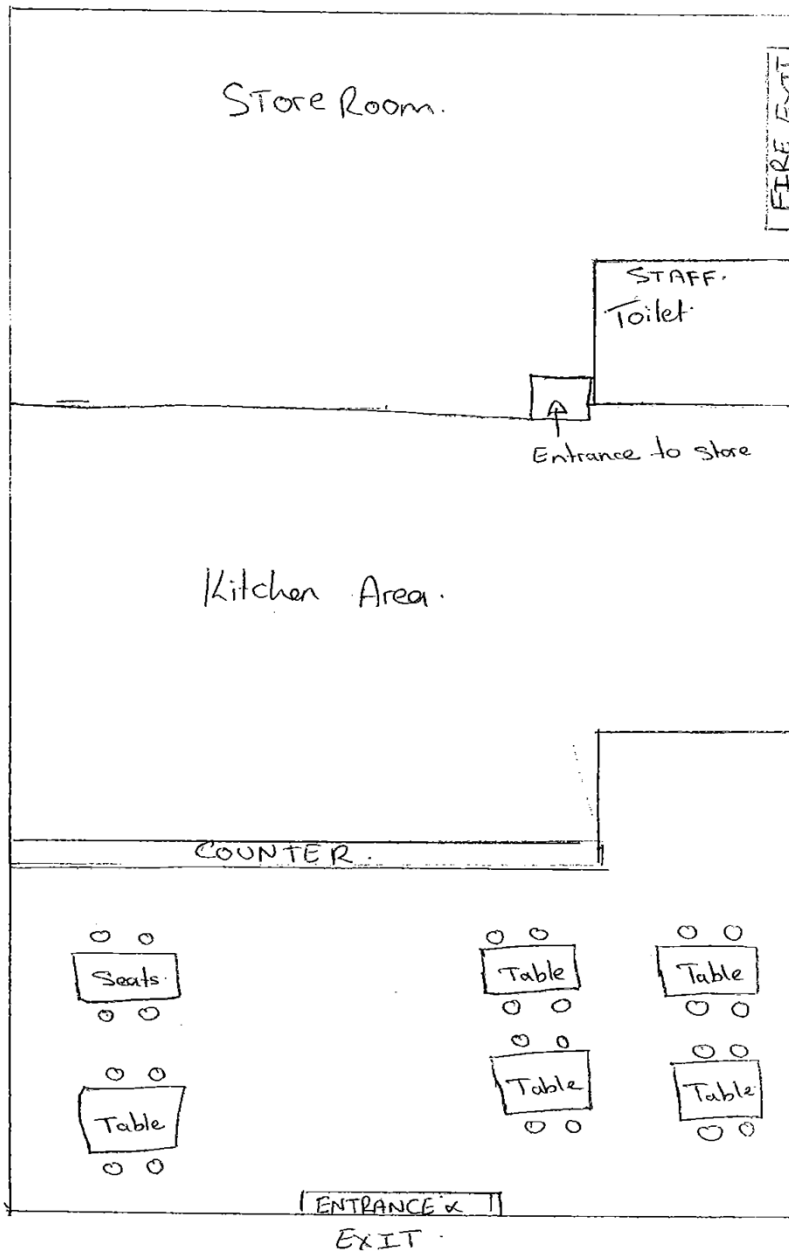 Store Room.
FIRE EXIT
STAFF.
Toilet.
Entrance to store
Kitchen Area.
COUNTER.
Seats.
Table
Table
Table
Table
Table
ENTRANCE &
EXIT.